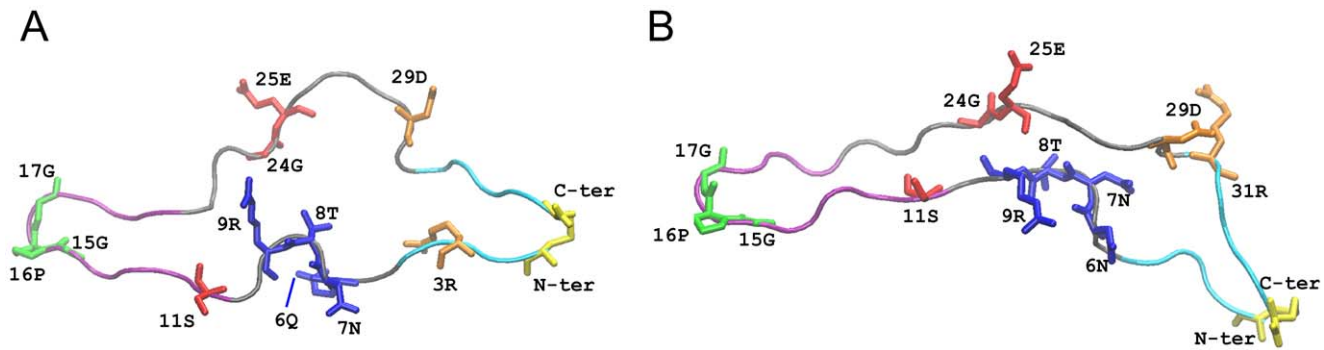 A
25E
29D
24G
17G
9R
8T
C-ter
15G
16P
3R
N-ter
11S
6Q
7N
B
25E
24G
29D
8T
17G
31R
7N
11S
9R
16P
15G
6N
C-ter
N-ter